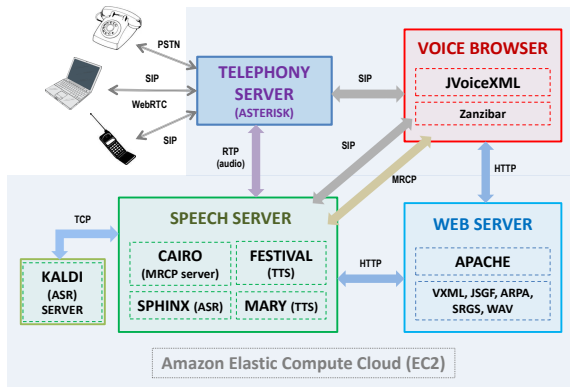 PSTN
SIP
WebRTC
SIP
TELEPHONY
SERVER
(ASTERISK)
SIP
VOICE BROWSER
JVoiceXML
Zanzibar
RTP
(audio)
SIP
MRCP
HTTP
TCP
SPEECH SERVER
CAIRO
(MRCP server)
FESTIVAL
(TTS)
SPHINX (ASR)
MARY (TTS)
KALDI
(ASR)
SERVER
HTTP
WEB SERVER
APACHE
VXML, JSGF, ARPA,
SRGS, WAV
Amazon Elastic Compute Cloud (EC2)